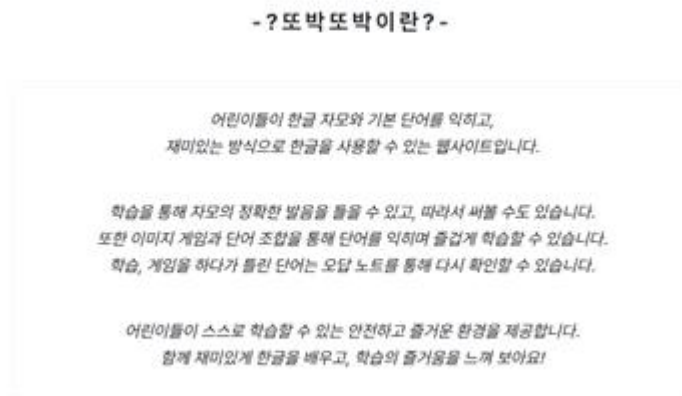 -?또박또박이란?-
어린이들이 한글 자모와 기본 단어를 익히고,
재미있는 방식으로 한글을 사용할 수 있는 웹사이트입니다.
학습을 통해 자모의 정확한 발음을 들을 수 있고, 따라서 써볼 수도 있습니다.
또한 이미지 게임과 단어 조합을 통해 단어를 익히며 즐겁게 학습할 수 있습니다.
학습, 게임을 하다가 틀린 단어는 오답 노트를 통해 다시 확인할 수 있습니다.
어린이들이 스스로 학습할 수 있는 안전하고 즐거운 환경을 제공합니다.
함께 재미있게 한글을 배우고, 학습의 즐거움을 느껴 보아요!